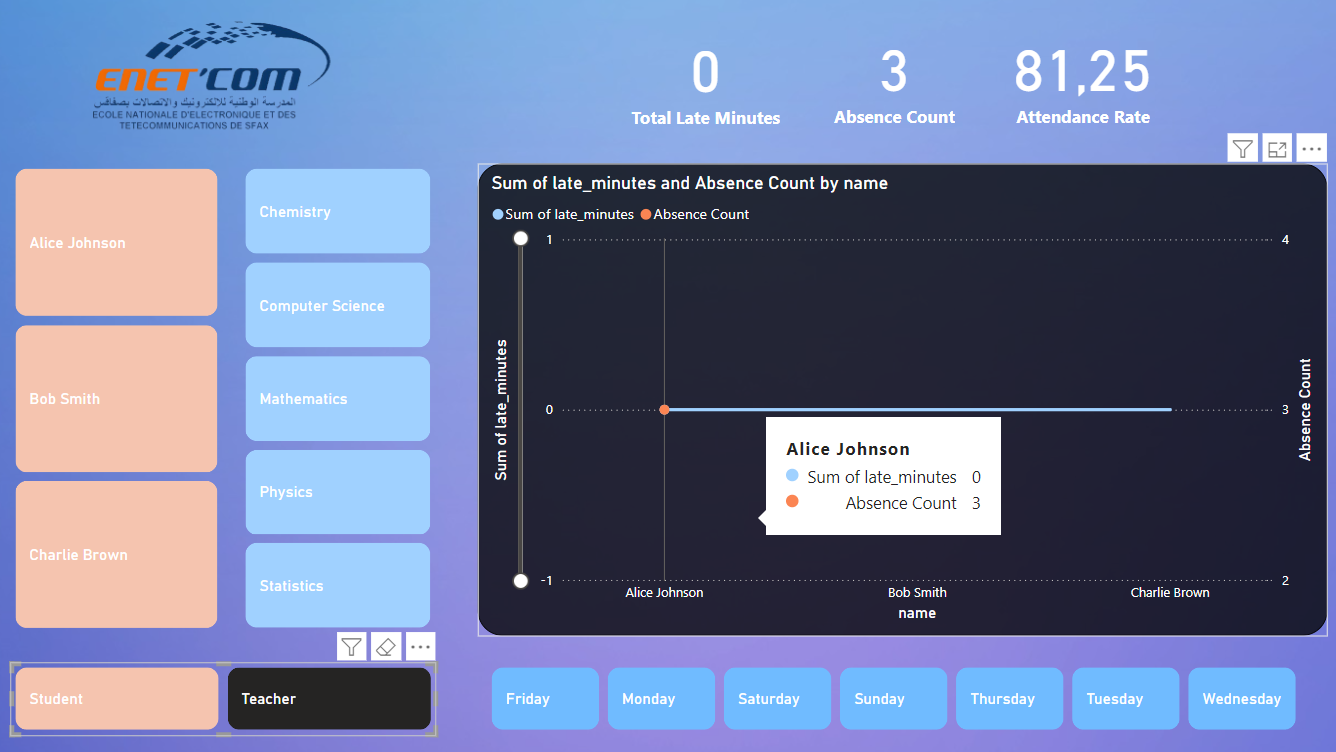 ENET'COM
المدرسة الوطنية للإلكترونيك والاتصالات بصفاقس
ECOLE NATIONALE D'ELECTRONIQUE ET DES
TETECOMMUNICATIONS DE SFAX
0
Total Late Minutes
3
Absence Count
81,25
Attendance Rate
Alice Johnson
Bob Smith
Charlie Brown
Chemistry
Computer Science
Mathematics
Physics
Statistics
Sum of late_minutes and Absence Count by name
Sum of late_minutes Absence Count
1
4
Sum of late_minutes
0
3
Absence Count
Alice Johnson
Sum of late_minutes 0
Absence Count 3
-1
2
Alice Johnson Bob Smith Charlie Brown
name
Student Teacher
Friday Monday Saturday Sunday Thursday Tuesday Wednesday